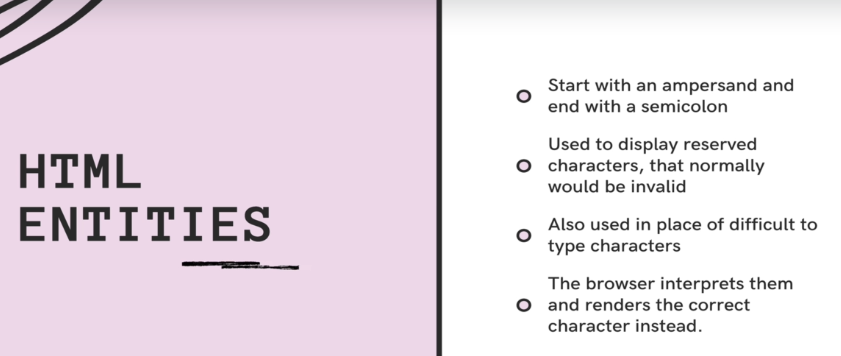 HTML
ENTITIES
Start with an ampersand and
end with a semicolon
Used to display reserved
characters, that normally
would be invalid
Also used in place of difficult to
type characters
The browser interprets them
and renders the correct
character instead.